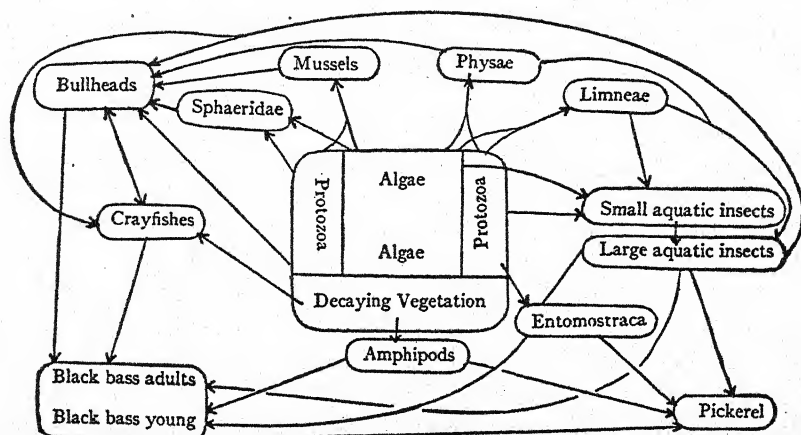 Mussels
Physae
Bullheads
Sphaeridae
Limneae
Protozoa
Algae
Protozoa
Small aquatic insects
Crayfishes
Algae
Large aquatic insects
Decaying Vegetation
Entomostraca
Amphipods
Black bass adults
Black bass young
Pickerel